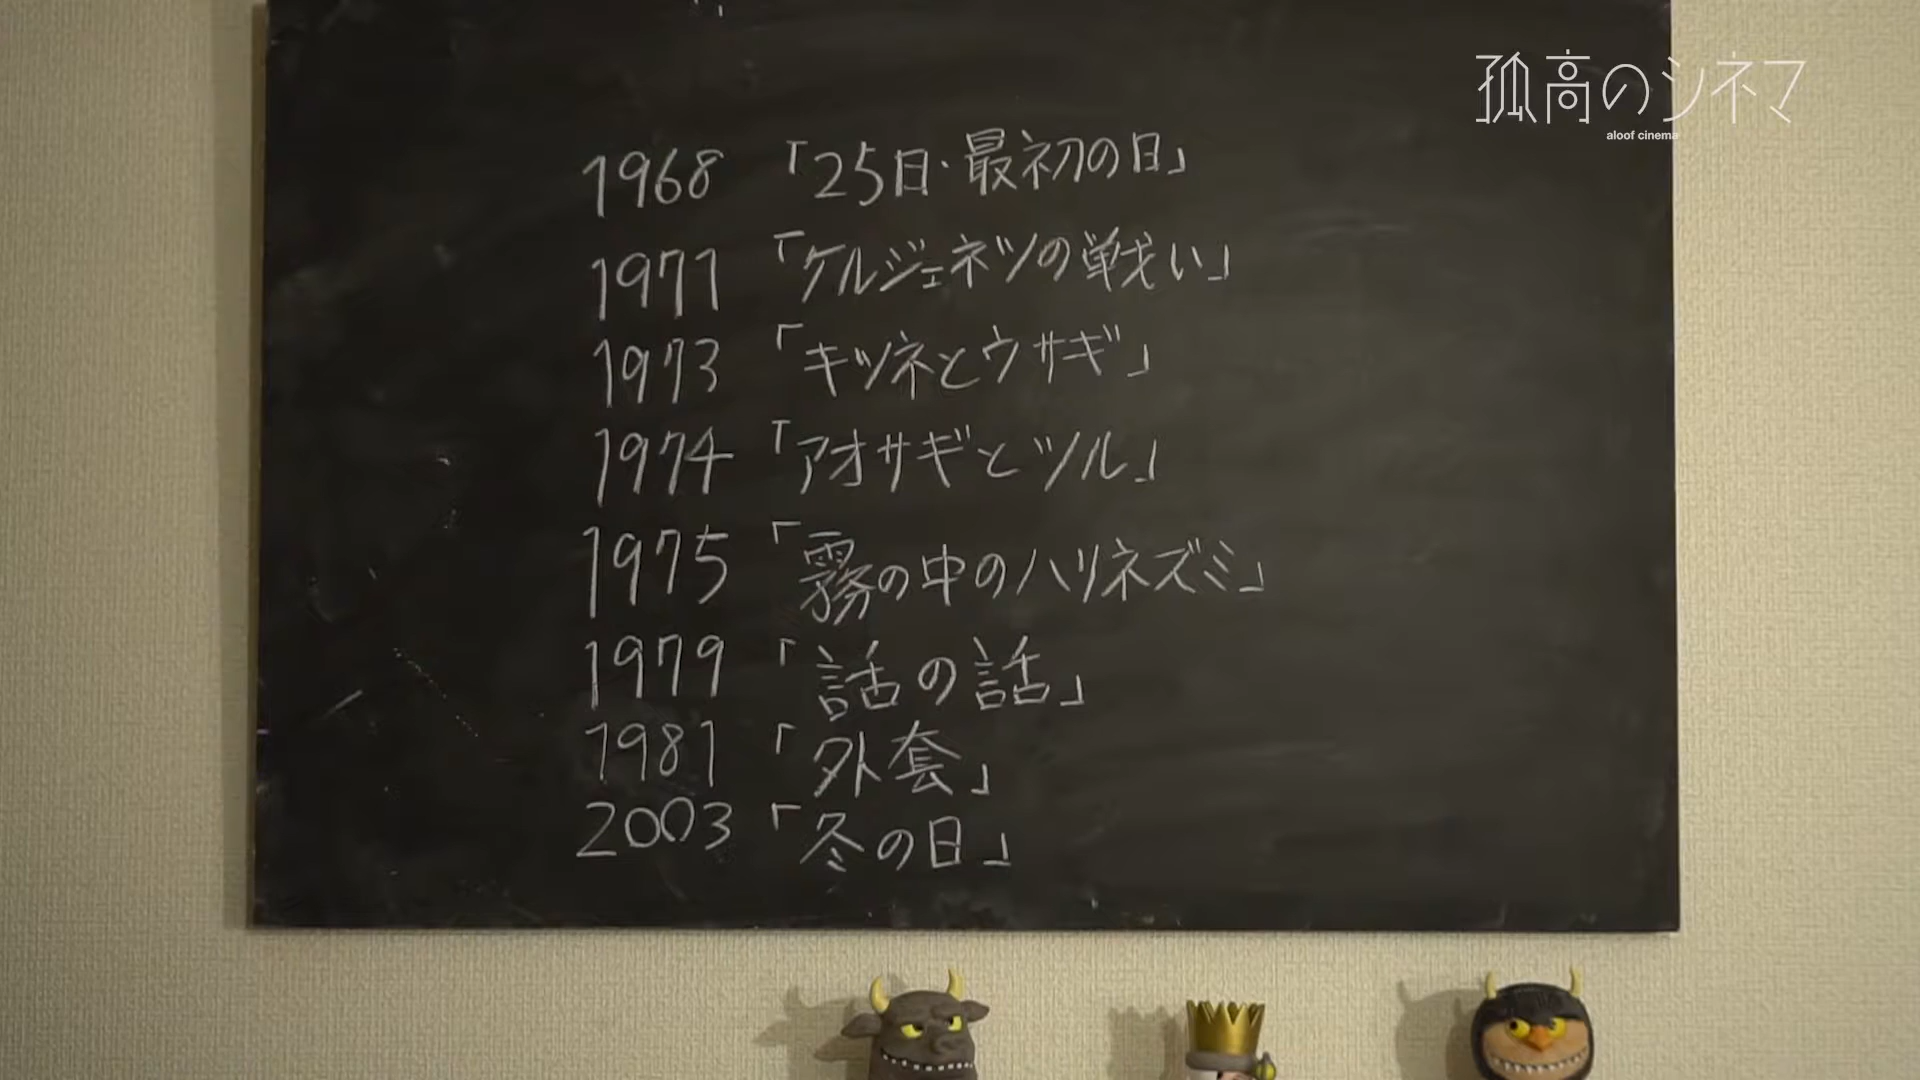 孤高のシネマ
aloof cinema
1968 「25日・最初の日」
1971 「ケルジェネツの戦い」
1973 「キツネとウサギ」
1974 「アオサギとツル」
1975 「霧の中のハリネズミ」
1979 「話の話」
1981 「外套」
2003 「冬の日」